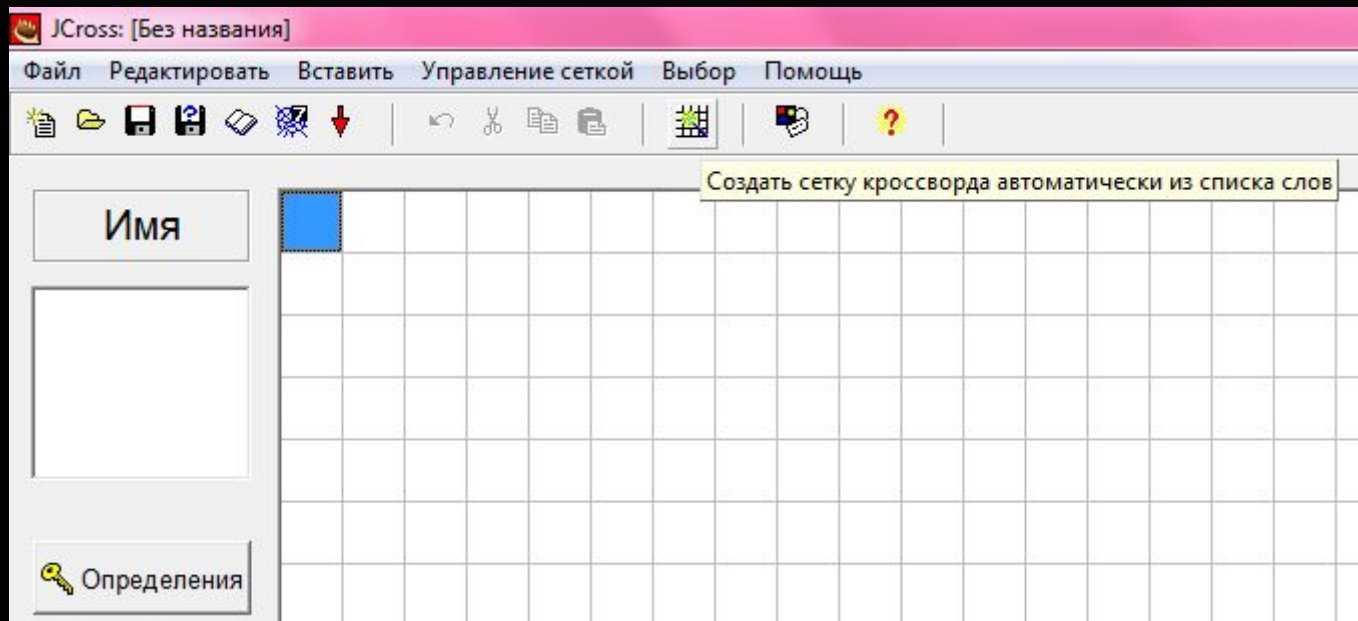 JCross: [Без названия]
Файл Редактировать Вставить Управление сеткой Выбор Помощь
Создать сетку кроссворда автоматически из списка слов
Имя
Определения